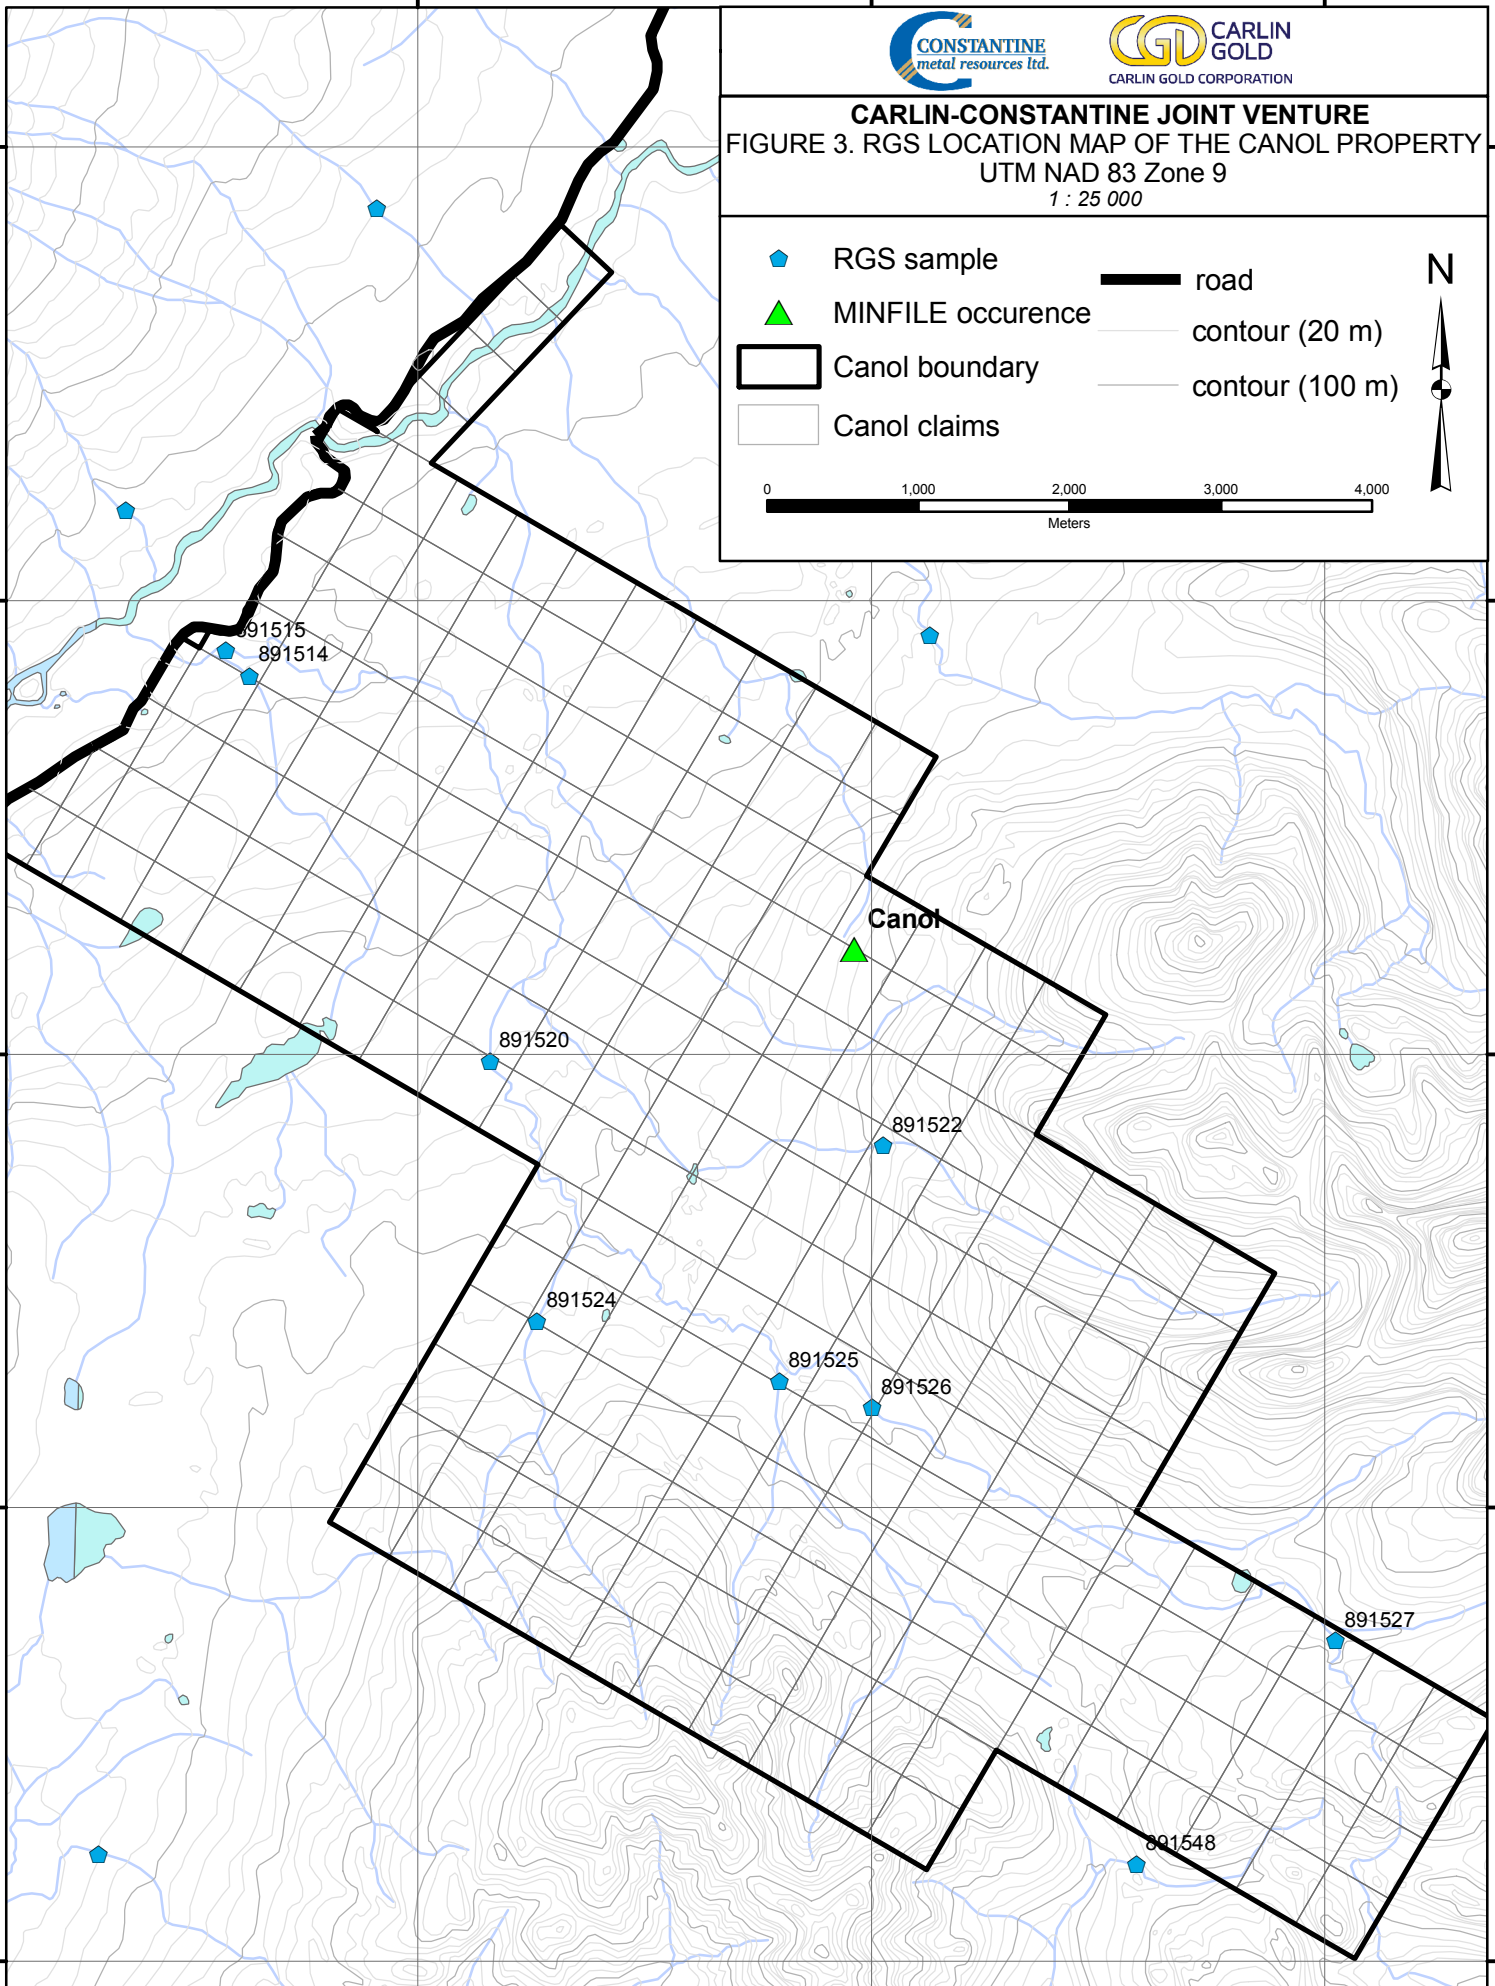 CONSTANTINE
metal resources ltd.
CGD
CARLIN
GOLD
CARLIN GOLD CORPORATION
CARLIN-CONSTANTINE JOINT VENTURE
FIGURE 3. RGS LOCATION MAP OF THE CANOL PROPERTY
UTM NAD 83 Zone 9
1 : 25 000
RGS sample
MINFILE occurence
Canol boundary
Canol claims
road
contour (20 m)
contour (100 m)
N
0 1,000 2,000 3,000 4,000
Meters
891515
891514
Canol
891520
891522
891524
891525
891526
891527
891548